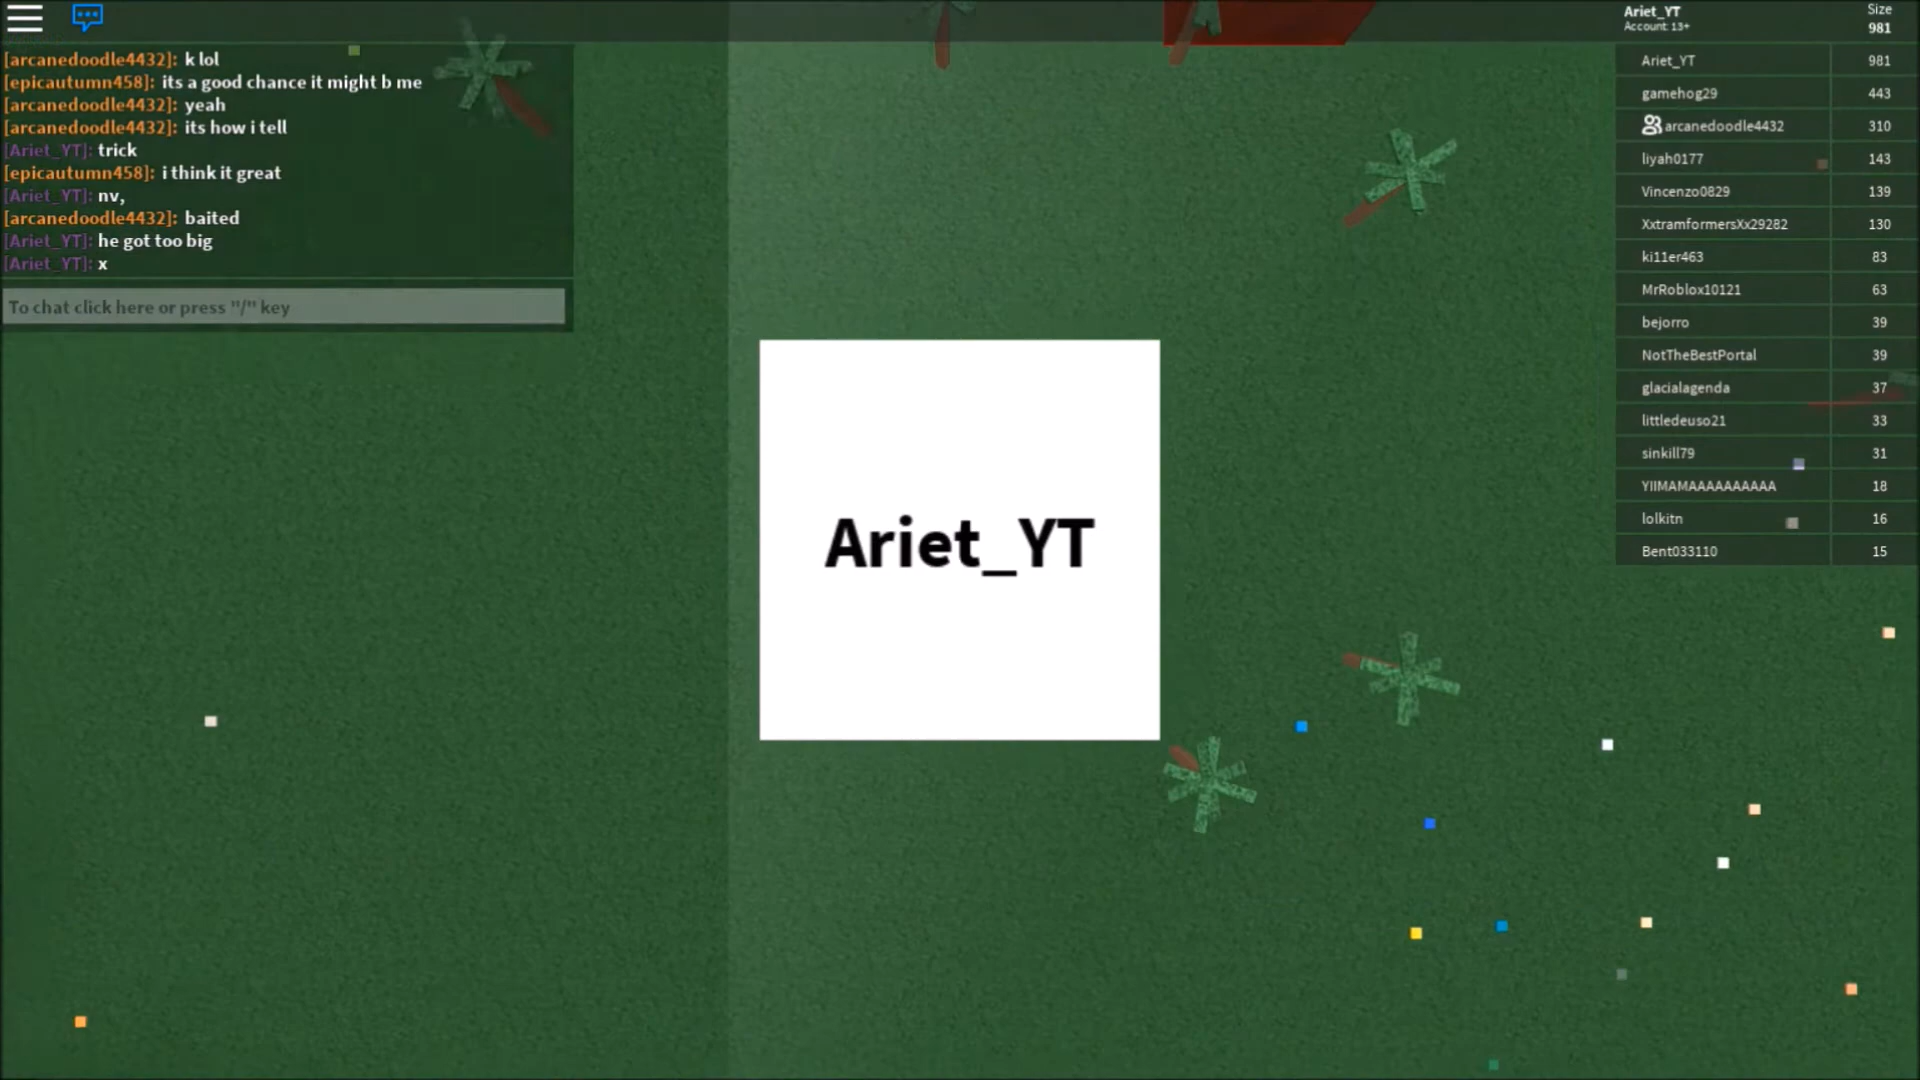 [arcanedoodle4432]: k lol
[epicautumn458]: its a good chance it might b me
[arcanedoodle4432]: yeah
[arcanedoodle4432]: its how i tell
[Ariet_YT]: trick
[epicautumn458]: i think it great
[Ariet_YT]: nv,
[arcanedoodle4432]: baited
[Ariet_YT]: he got too big
[Ariet_YT]: x
To chat click here or press "/" key
Ariet_YT
Ariet_YT Size
Account: 13+ 981
Ariet_YT 981
gamehog29 443
arcanedoodle4432 310
liyah0177 143
Vincenzo0829 139
XxtramformersXx29282 130
ki11er463 83
MrRoblox10121 63
bejorro 39
NotTheBestPortal 39
glacialagenda 37
littledeuso21 33
sinkill79 31
YIIMAMAAAAAAAAAA 18
lolkitn 16
Bent033110 15